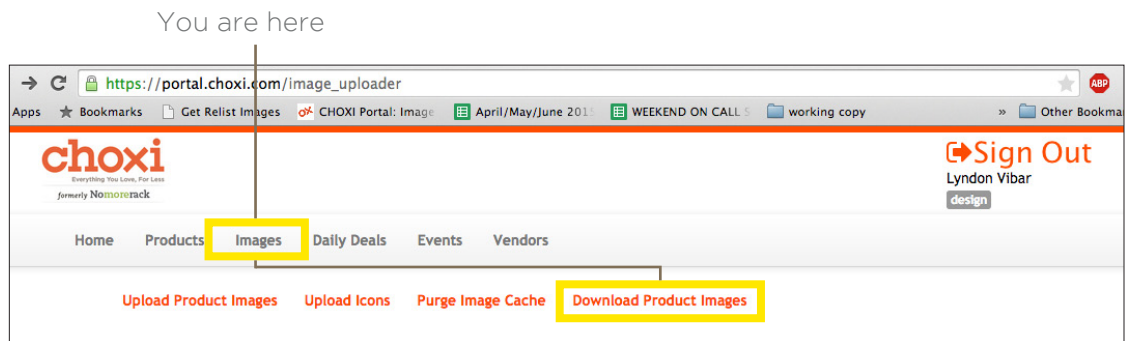 You are here
https://portal.choxi.com/image_uploader
ABP
Apps Bookmarks Get Relist Images CHOXI Portal: Image April/May/June 2015 WEEKEND ON CALL S working copy » Other Bookma
choxi
Everything You Love, For Less
formerly Nomorerack
Sign Out
Lyndon Vibar
design
Home Products Images Daily Deals Events Vendors
Upload Product Images Upload Icons Purge Image Cache Download Product Images